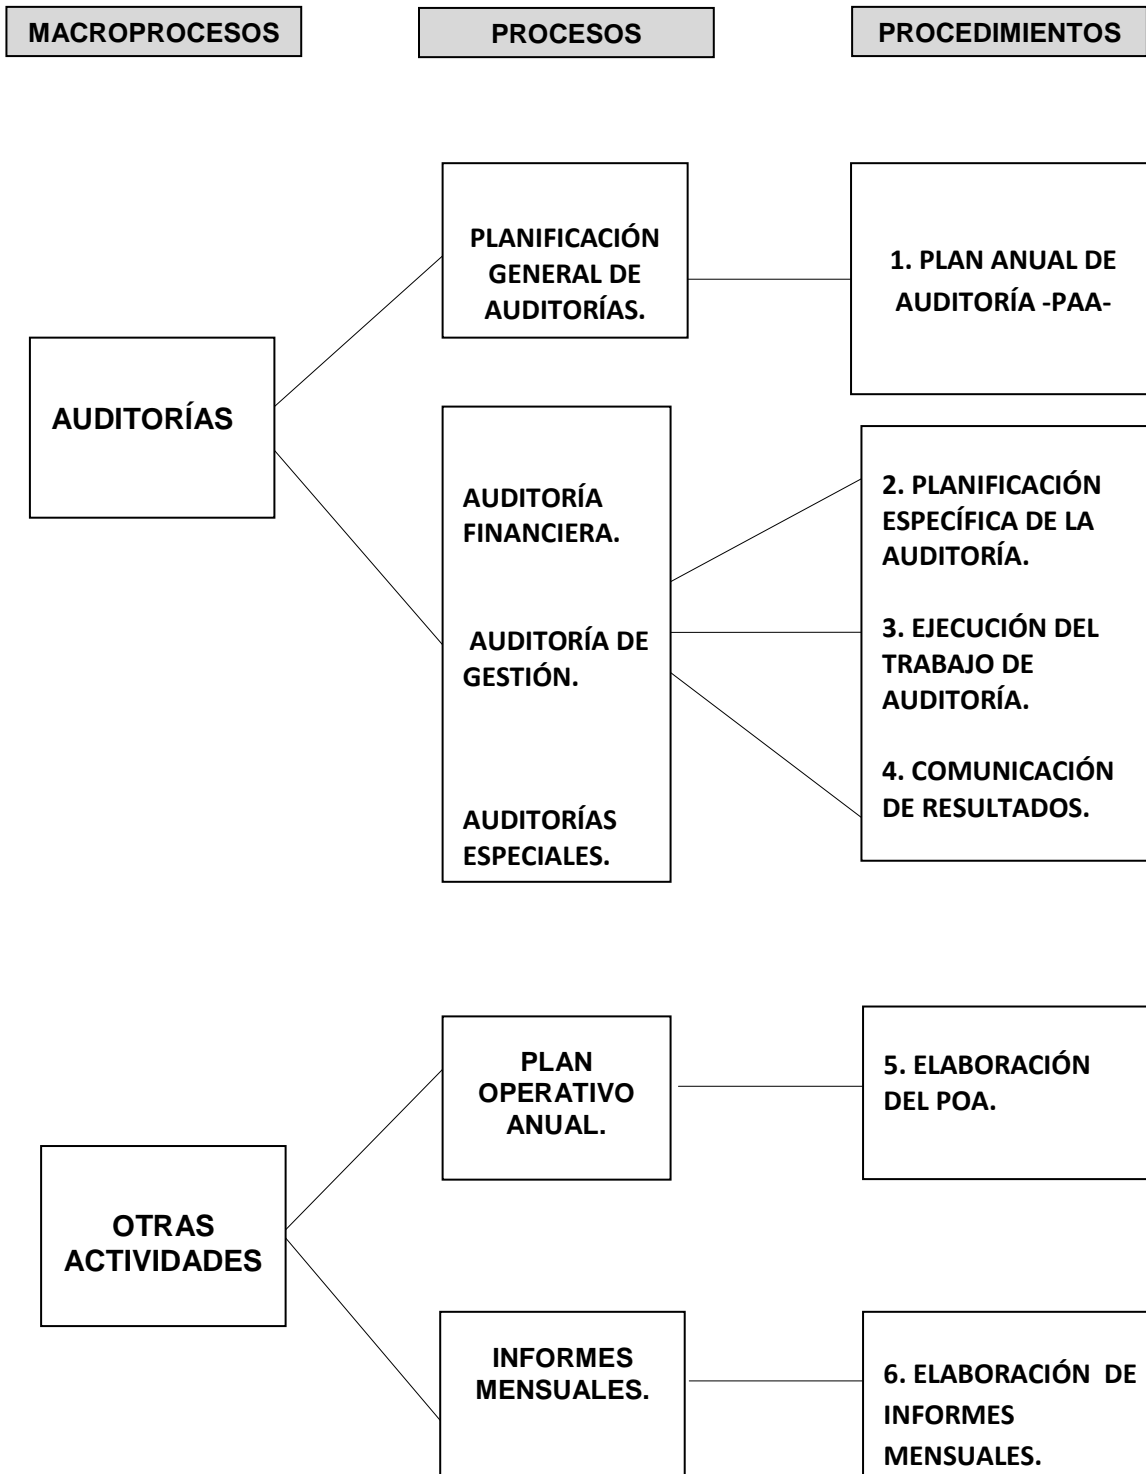 MACROPROCESOS
PROCESOS
PROCEDIMIENTOS
PLANIFICACIÓN
GENERAL DE
AUDITORÍAS.
1. PLAN ANUAL DE
AUDITORÍA -PAA-
AUDITORÍAS
AUDITORÍA
FINANCIERA.
AUDITORÍA DE
GESTIÓN.
AUDITORÍAS
ESPECIALES.
2. PLANIFICACIÓN
ESPECÍFICA DE LA
AUDITORÍA.
3. EJECUCIÓN DEL
TRABAJO DE
AUDITORÍA.
4. COMUNICACIÓN
DE RESULTADOS.
PLAN
OPERATIVO
ANUAL.
5. ELABORACIÓN
DEL POA.
OTRAS
ACTIVIDADES
INFORMES
MENSUALES.
6. ELABORACIÓN DE
INFORMES
MENSUALES.